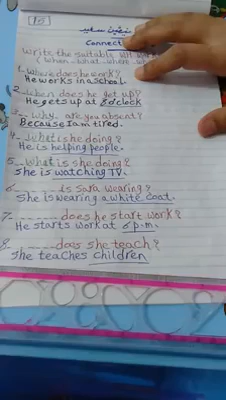 Connect
Write the suitable Wh
(When - what - where - wh
1. Where does he work?
He works in a school.
2. When does he get up?
He gets up at 8 o'clock
3. Why are you absent?
Because I am tired.
4. What is he doing?
He is helping people.
5. What is she doing?
She is watching TV.
6. ........ is Sara wearing?
She is wearing a white coat.
7. ........ does he start work?
He starts work at 6 p.m.
8. ........ does she teach?
She teaches children